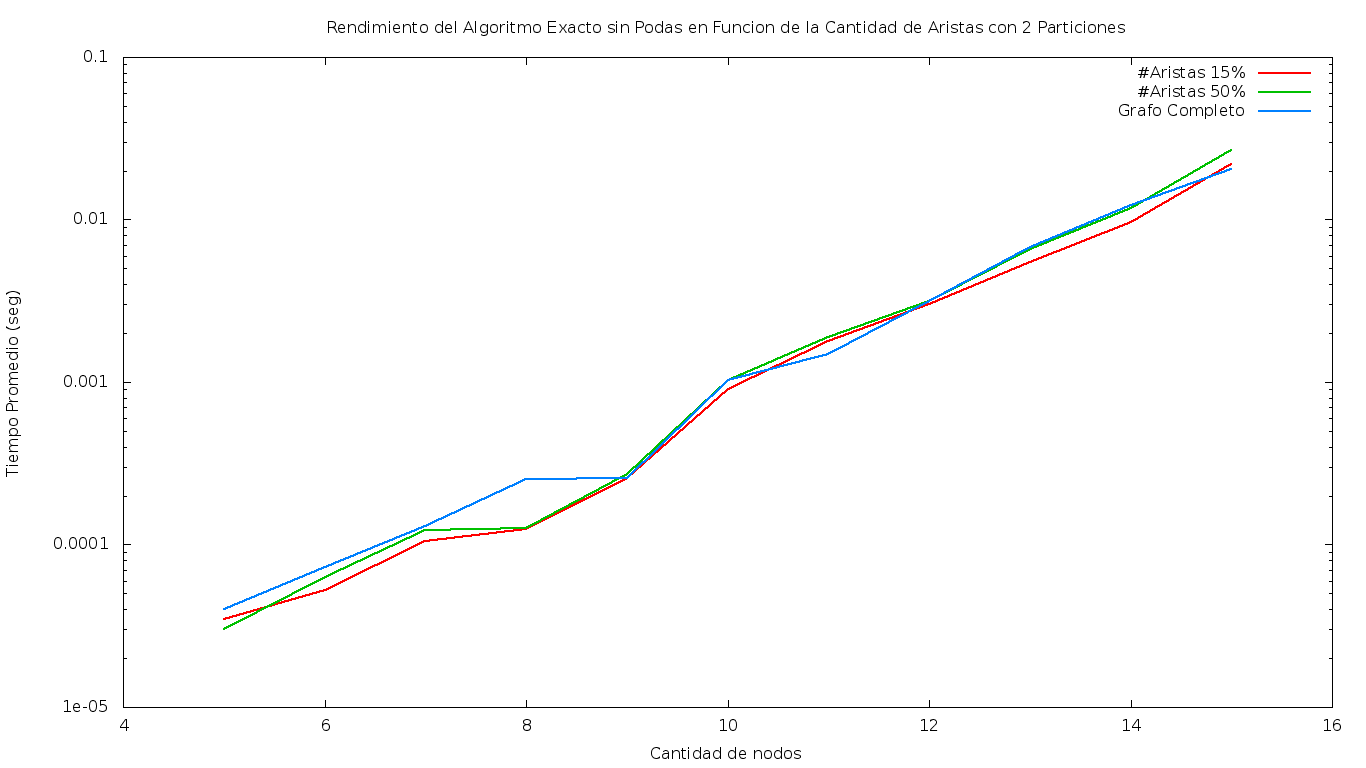 Rendimiento del Algoritmo Exacto sin Podas en Funcion de la Cantidad de Aristas con 2 Particiones
#Aristas 15%
#Aristas 50%
Grafo Completo
0.1
0.01
0.001
0.0001
1e-05
Tiempo Promedio (seg)
4 6 8 10 12 14 16
Cantidad de nodos